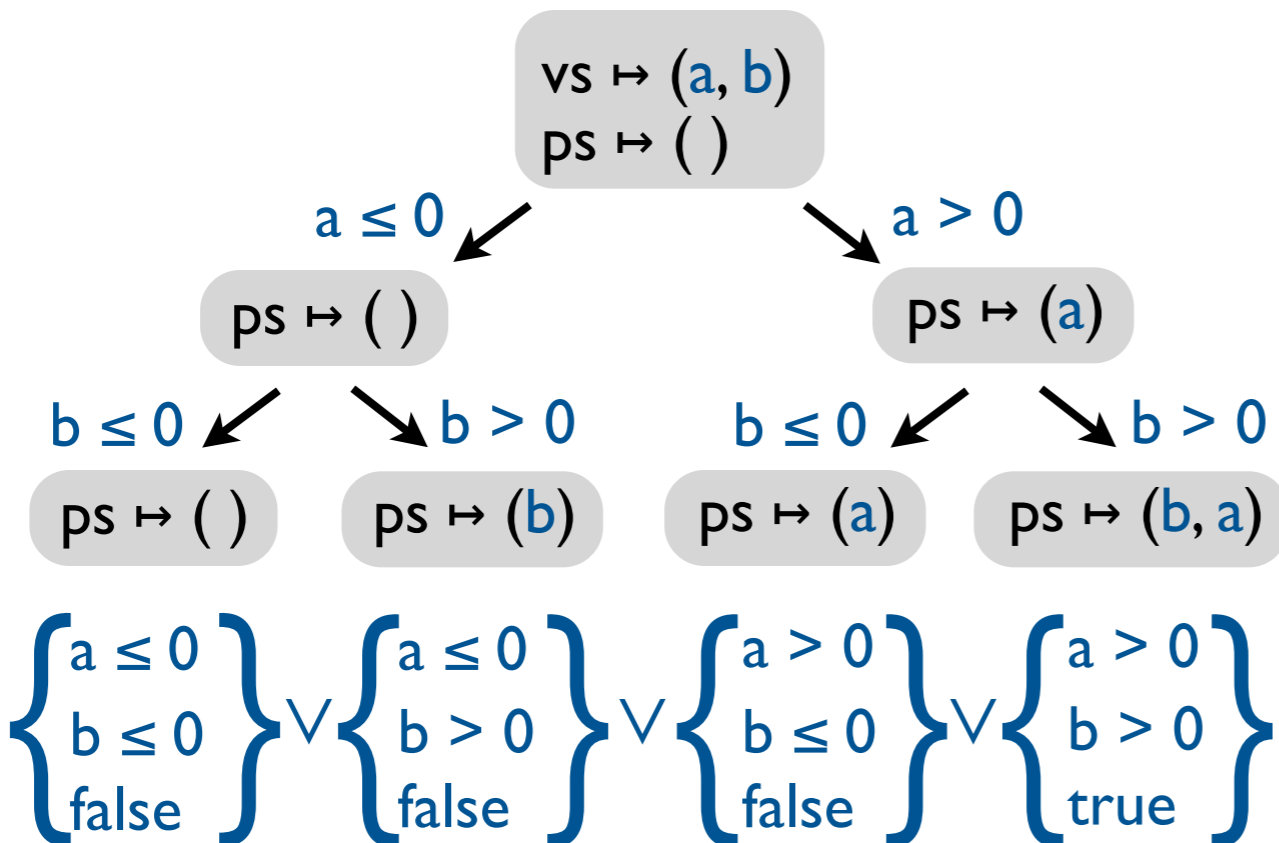 vs ↦ (a, b)
ps ↦ ( )
a ≤ 0
a > 0
ps ↦ ( )
ps ↦ (a)
b ≤ 0
b > 0
b ≤ 0
b > 0
ps ↦ ( )
ps ↦ (b)
ps ↦ (a)
ps ↦ (b, a)
{ a ≤ 0 } ∨ { a ≤ 0 } ∨ { a > 0 } ∨ { a > 0 }
b ≤ 0 b > 0 b ≤ 0 b > 0
false false false true